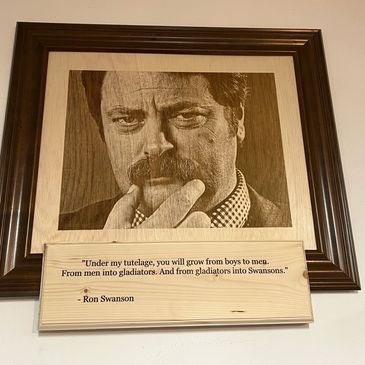 "Under my tutelage, you will grow from boys to men.
From men into gladiators. And from gladiators into Swansons."
- Ron Swanson